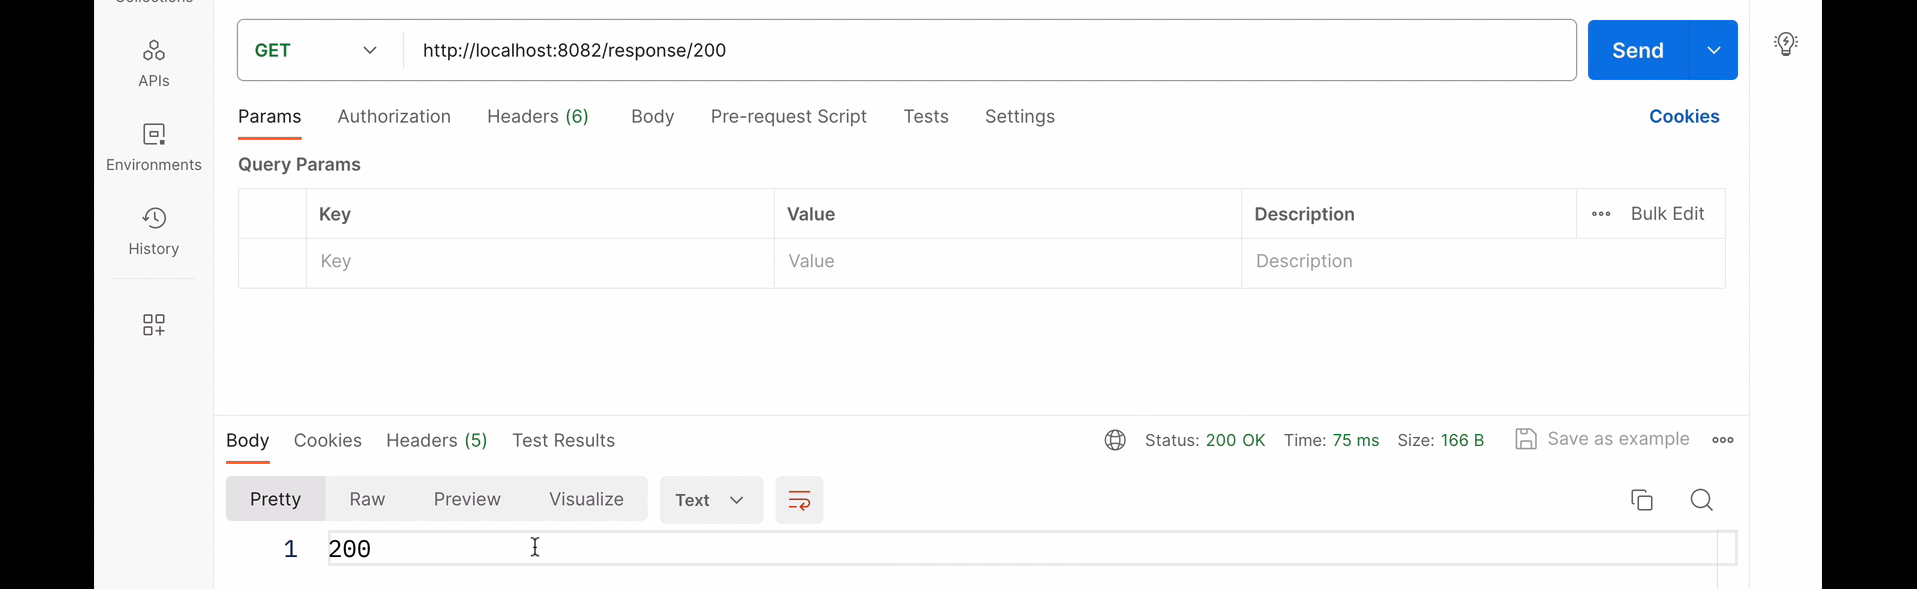 Collections
GET http://localhost:8082/response/200 Send
APIs
Params Authorization Headers (6) Body Pre-request Script Tests Settings Cookies
Environments
Query Params
Key Value Description Bulk Edit
History
Key Value Description
Body Cookies Headers (5) Test Results Status: 200 OK Time: 75 ms Size: 166 B Save as example
Pretty Raw Preview Visualize Text
1 200